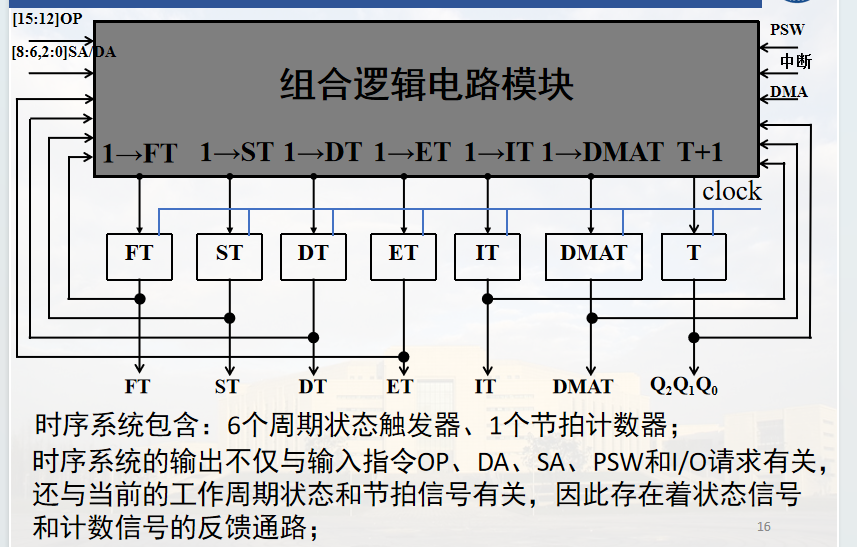 [15:12]OP
[8:6,2:0]SA/DA
PSW
中断
DMA
组合逻辑电路模块
1→FT 1→ST 1→DT 1→ET 1→IT 1→DMAT T+1
clock
FT ST DT ET IT DMAT T
FT ST DT ET IT DMAT Q₂Q₁Q₀
时序系统包含：6个周期状态触发器、1个节拍计数器；
时序系统的输出不仅与输入指令OP、DA、SA、PSW和I/O请求有关，
还与当前的工作周期状态和节拍信号有关，因此存在着状态信号
和计数信号的反馈通路；
16